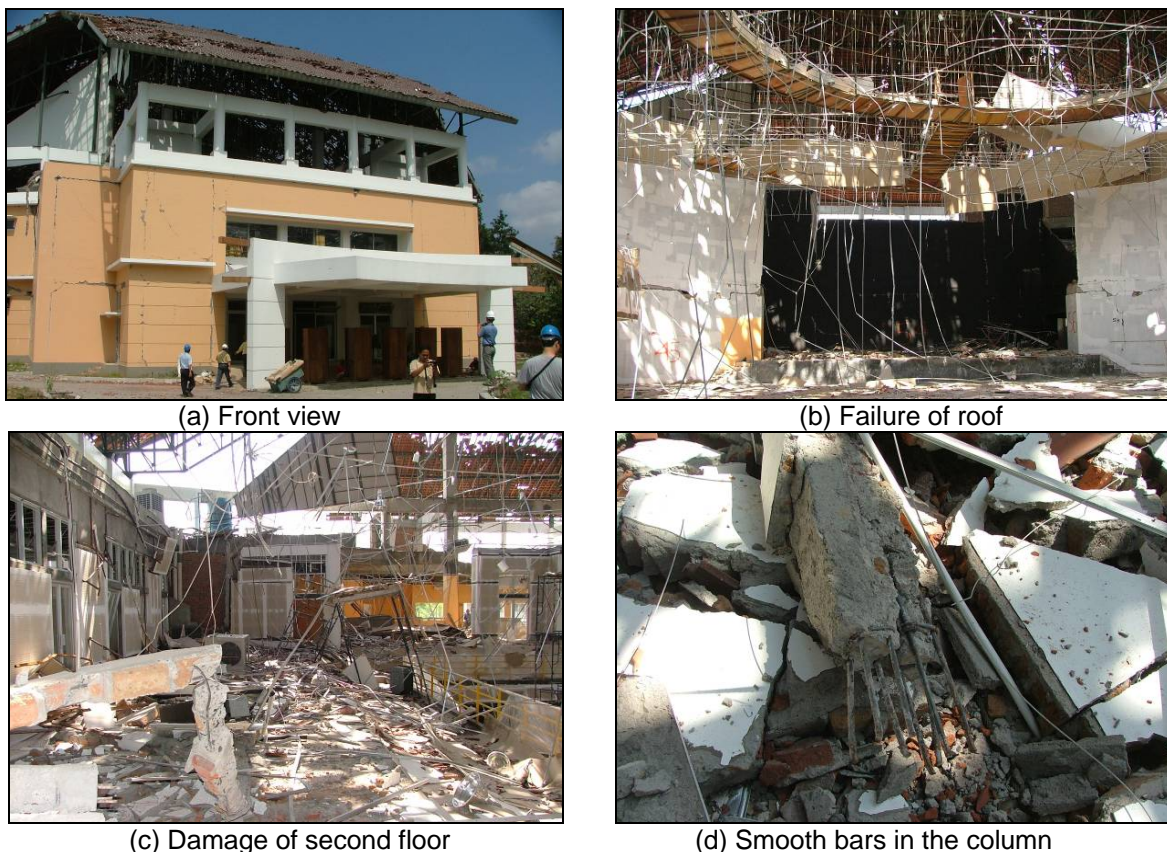 (a) Front view
(b) Failure of roof
(c) Damage of second floor
(d) Smooth bars in the column